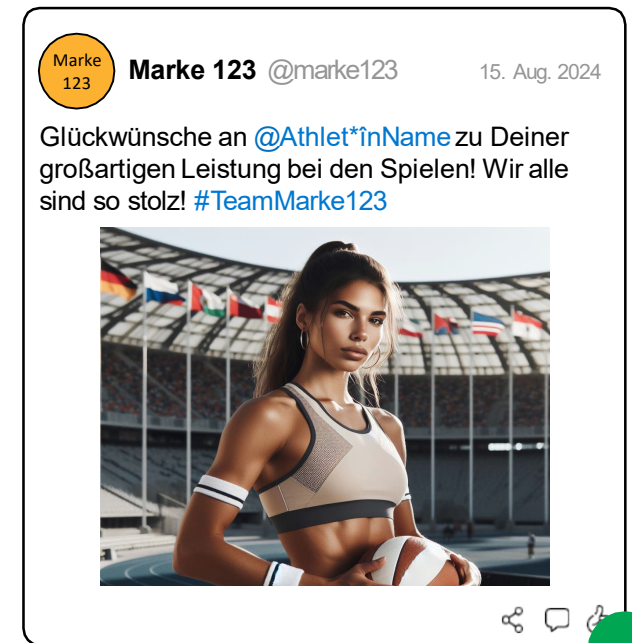 Marke
123
Marke 123 @marke123 15. Aug. 2024
Glückwünsche an @Athlet*înName zu Deiner
großartigen Leistung bei den Spielen! Wir alle
sind so stolz! #TeamMarke123